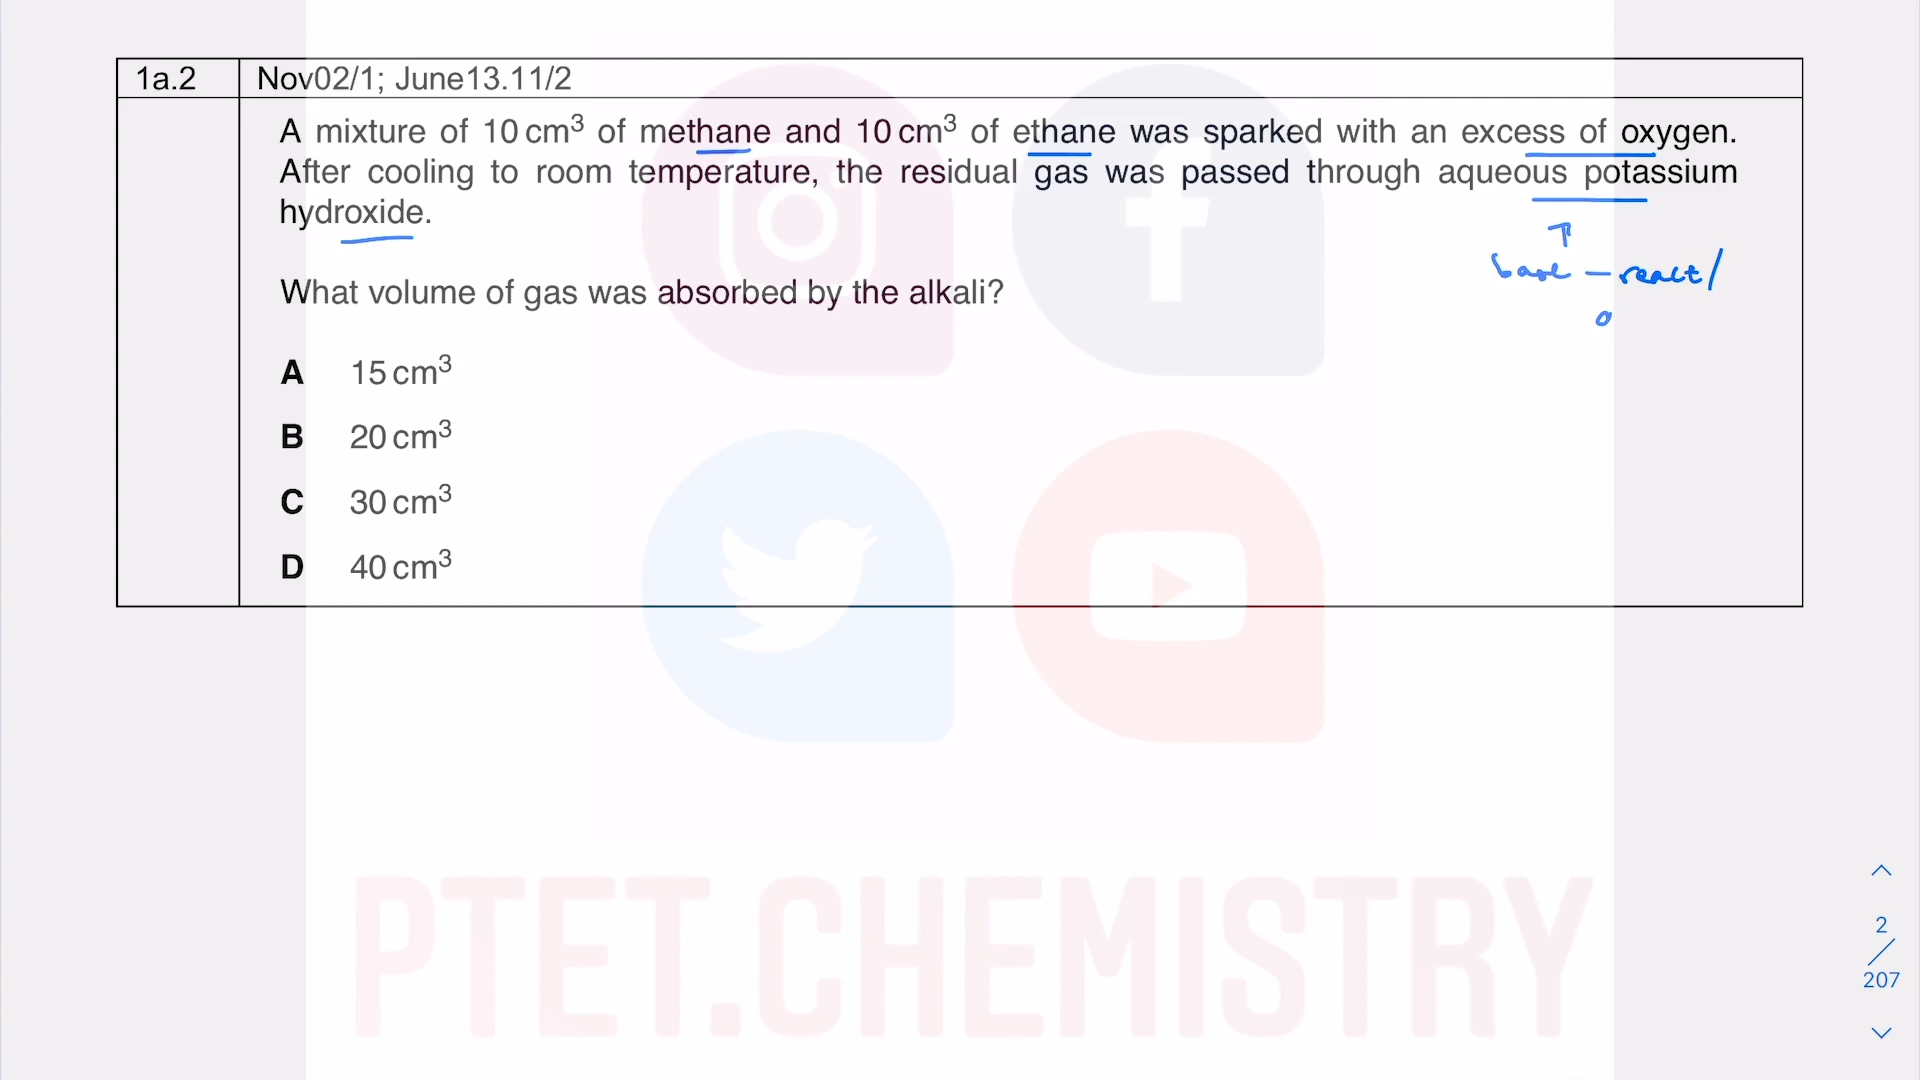 1a.2 Nov02/1; June13.11/2
A mixture of 10 cm³ of methane and 10 cm³ of ethane was sparked with an excess of oxygen.
After cooling to room temperature, the residual gas was passed through aqueous potassium
hydroxide.
base — react/
o
What volume of gas was absorbed by the alkali?
A 15 cm³
B 20 cm³
C 30 cm³
D 40 cm³
PTET.CHEMISTRY
2
/
207